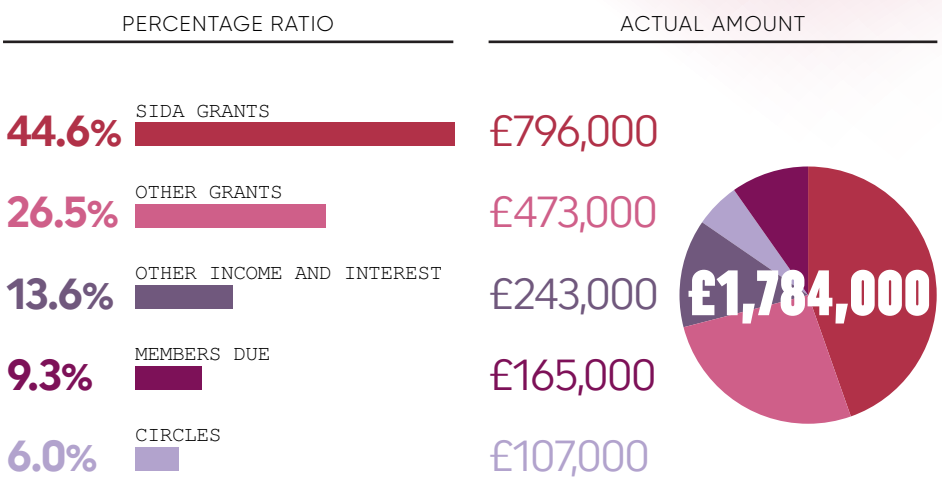 PERCENTAGE RATIO
ACTUAL AMOUNT
SIDA GRANTS
44.6%
£796,000
OTHER GRANTS
26.5%
£473,000
OTHER INCOME AND INTEREST
13.6%
£243,000
£1,784,000
MEMBERS DUE
9.3%
£165,000
CIRCLES
6.0%
£107,000